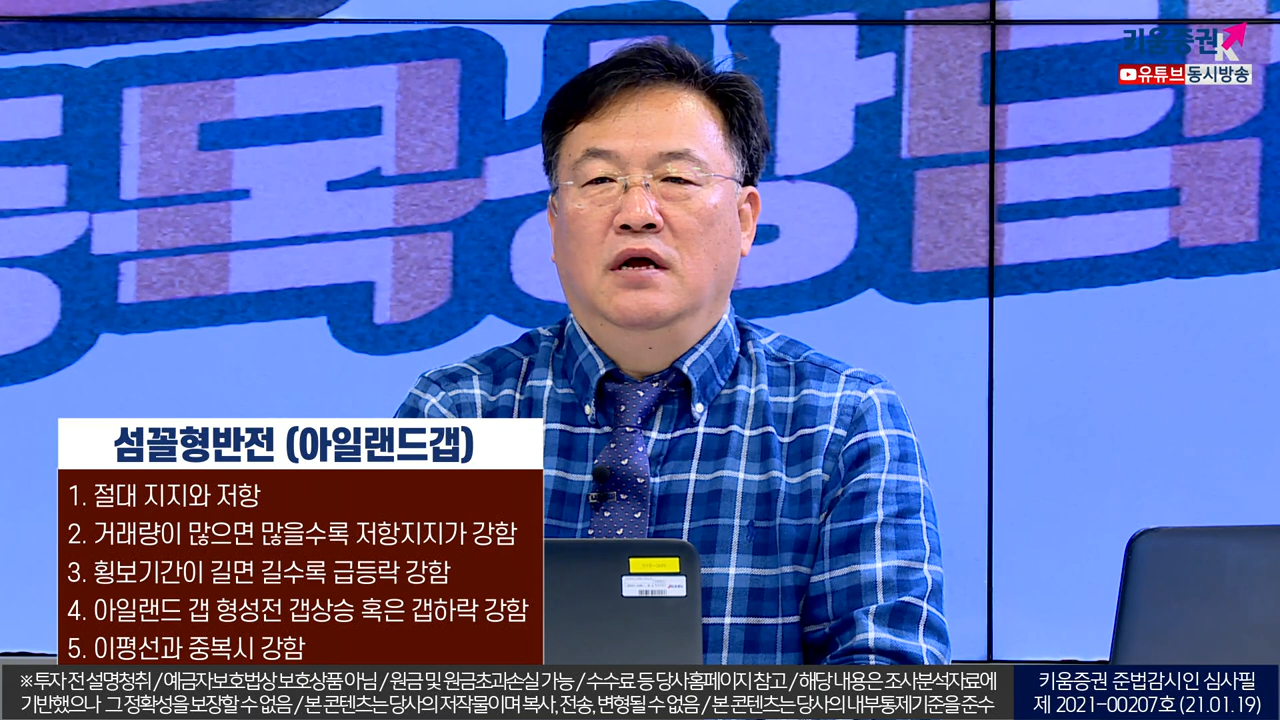 키움증권
유튜브 동시방송
섬꼴형반전 (아일랜드갭)
1. 절대 지지와 저항
2. 거래량이 많으면 많을수록 저항지지가 강함
3. 횡보기간이 길면 길수록 급등락 강함
4. 아일랜드 갭 형성전 갭상승 혹은 갭하락 강함
5. 이평선과 중복시 강함
※ 투자 전 설명청취 / 예금자보호법상 보호상품 아님 / 원금 및 원금초과손실 가능 / 수수료 등 당사홈페이지 참고 / 해당 내용은 조사분석자료에
기반했으나 그 정확성을 보장할 수 없음 / 본 콘텐츠는 당사의 저작물이며 복사, 전송, 변형될 수 없음 / 본 콘텐츠는 당사의 내부통제기준을 준수
키움증권 준법감시인 심사필
제 2021-00207호 (21.01.19)